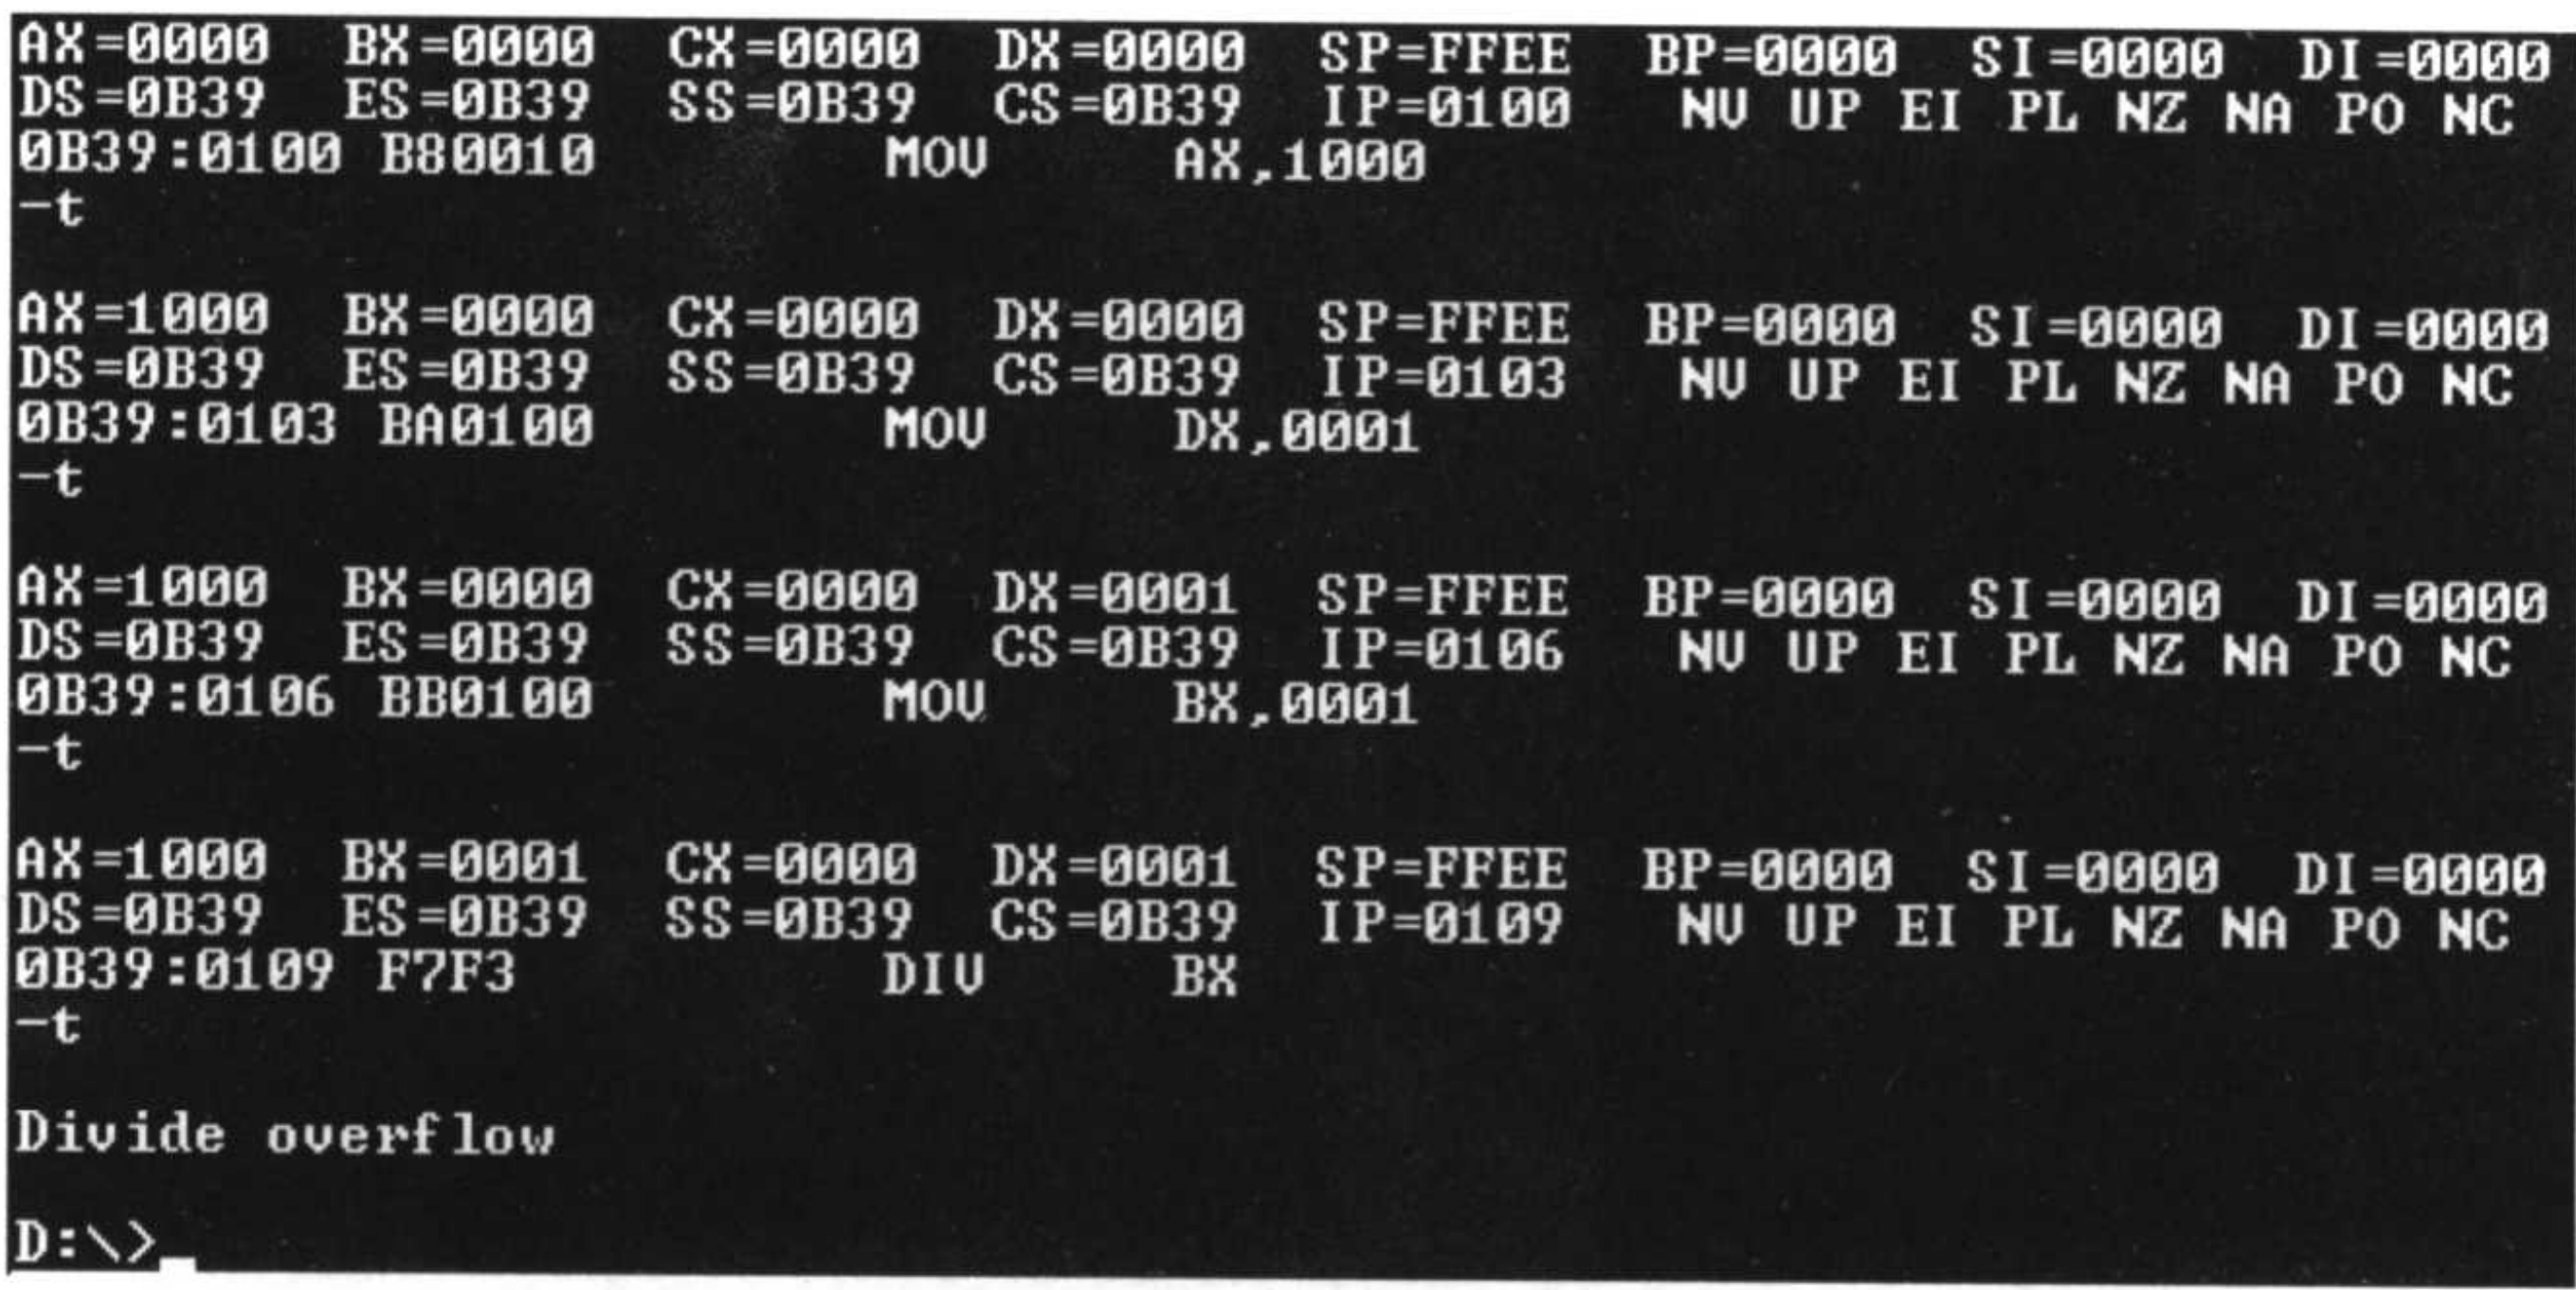 AX=0000  BX=0000  CX=0000  DX=0000  SP=FFEE  BP=0000  SI=0000  DI=0000
DS=0B39  ES=0B39  SS=0B39  CS=0B39  IP=0100   NV UP EI PL NZ NA PO NC
0B39:0100 B80010        MOV     AX,1000
-t
AX=1000  BX=0000  CX=0000  DX=0000  SP=FFEE  BP=0000  SI=0000  DI=0000
DS=0B39  ES=0B39  SS=0B39  CS=0B39  IP=0103   NV UP EI PL NZ NA PO NC
0B39:0103 BA0100        MOV     DX,0001
-t
AX=1000  BX=0000  CX=0000  DX=0001  SP=FFEE  BP=0000  SI=0000  DI=0000
DS=0B39  ES=0B39  SS=0B39  CS=0B39  IP=0106   NV UP EI PL NZ NA PO NC
0B39:0106 BB0100        MOV     BX,0001
-t
AX=1000  BX=0001  CX=0000  DX=0001  SP=FFEE  BP=0000  SI=0000  DI=0000
DS=0B39  ES=0B39  SS=0B39  CS=0B39  IP=0109   NV UP EI PL NZ NA PO NC
0B39:0109 F7F3          DIV     BX
-t
Divide overflow
D:\>_